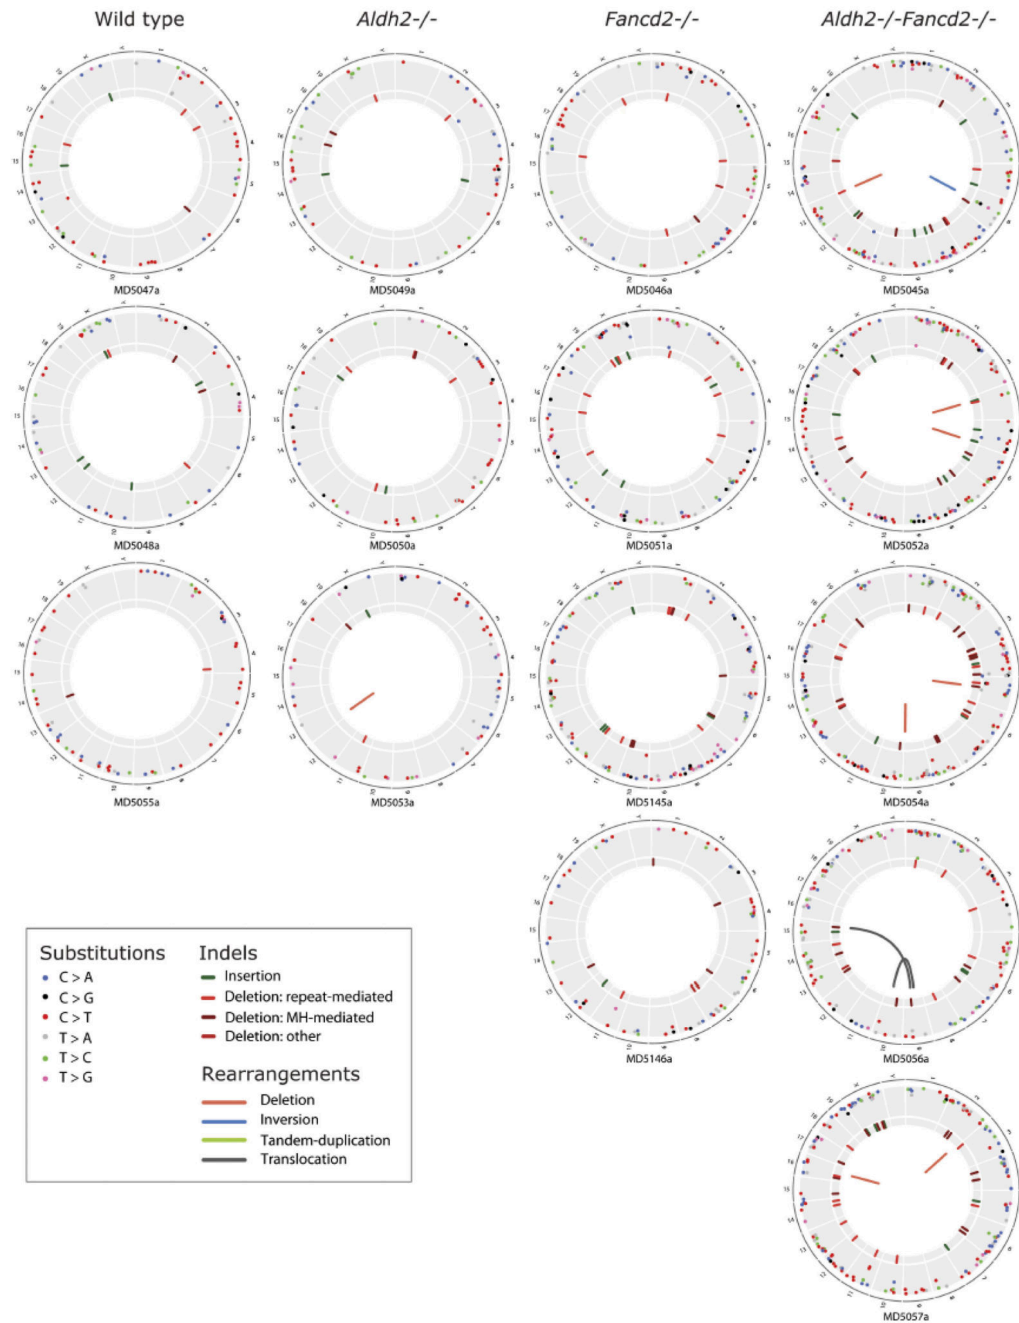 Wild type Aldh2-/- Fancd2-/- Aldh2-/-Fancd2-/-
MD5047a MD5049a MD5046a MD5045a
MD5048a MD5050a MD5051a MD5052a
MD5055a MD5053a MD5145a MD5054a
MD5146a MD5056a
MD5057a
Substitutions
C > A
C > G
C > T
T > A
T > C
T > G
Indels
Insertion
Deletion: repeat-mediated
Deletion: MH-mediated
Deletion: other
Rearrangements
Deletion
Inversion
Tandem-duplication
Translocation